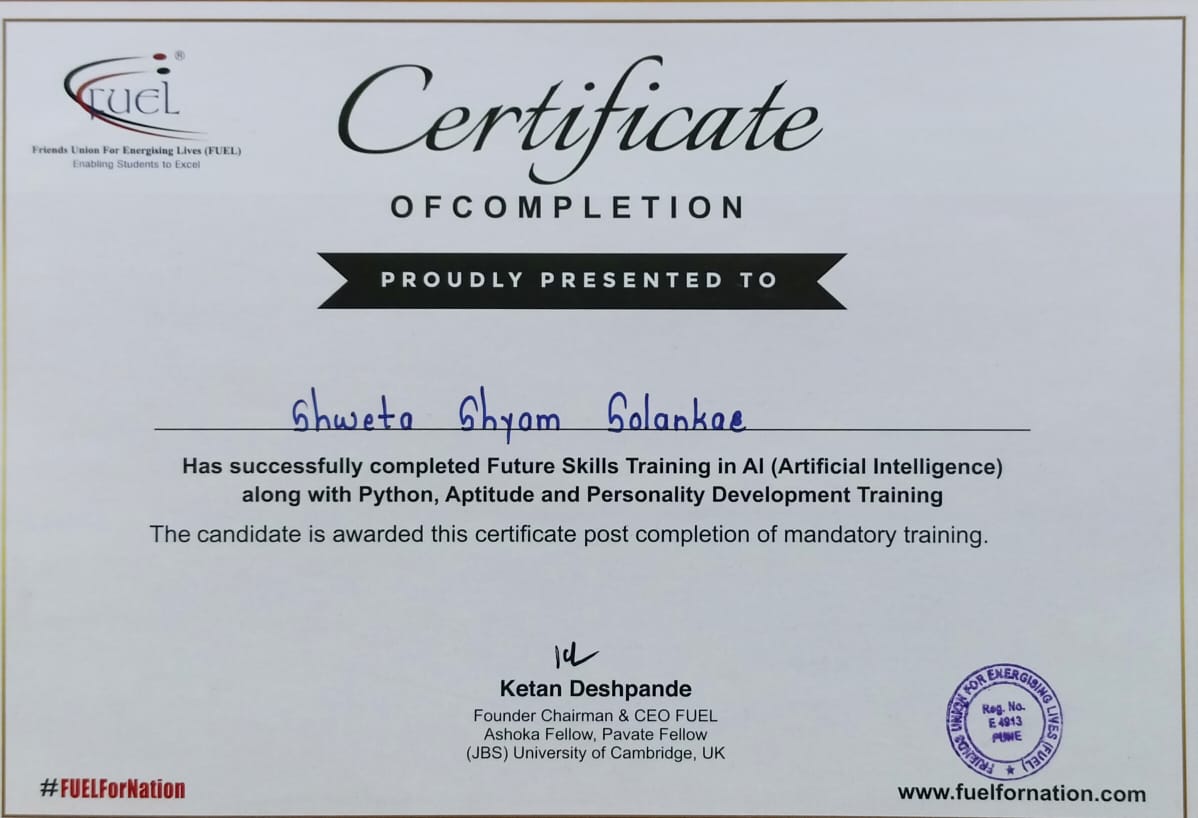 FUEL ®
Friends Union For Energising Lives (FUEL)
Enabling Students to Excel
Certificate
OFCOMPLETION
PROUDLY PRESENTED TO
Shweta Shyam Solankae
Has successfully completed Future Skills Training in AI (Artificial Intelligence)
along with Python, Aptitude and Personality Development Training
The candidate is awarded this certificate post completion of mandatory training.
Ketan Deshpande
Founder Chairman & CEO FUEL
Ashoka Fellow, Pavate Fellow
(JBS) University of Cambridge, UK
FRIENDS UNION FOR ENERGISING LIVES (FUEL) ★
Reg. No.
E 4913
PUNE
#FUELForNation
www.fuelfornation.com